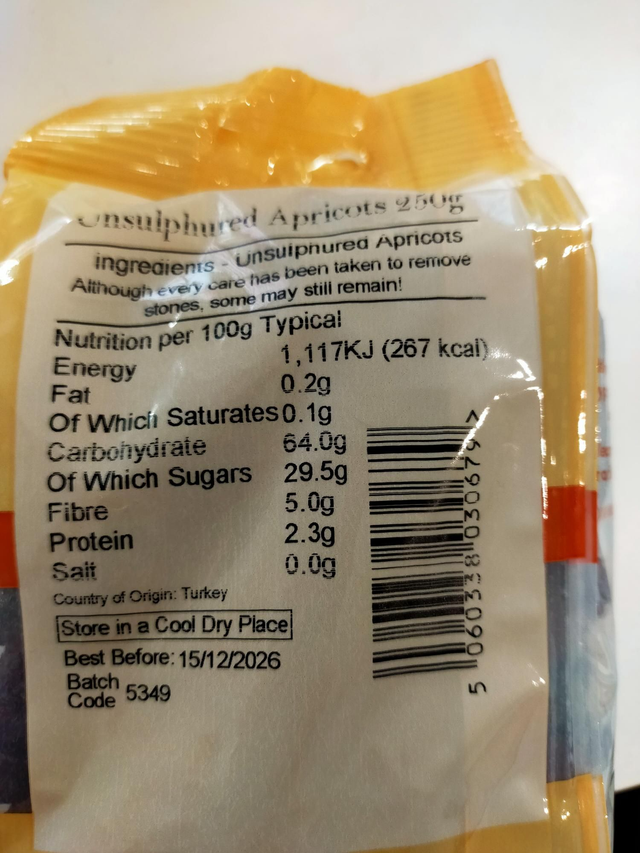 Unsulphured Apricots 250g
Ingredients - Unsulphured Apricots
Although every care has been taken to remove
stones, some may still remain!
Nutrition per 100g Typical
Energy 1,117KJ (267 kcal)
Fat 0.2g
Of Which Saturates 0.1g
Carbohydrate 64.0g
Of Which Sugars 29.5g
Fibre 5.0g
Protein 2.3g
Salt 0.0g
Country of Origin: Turkey
Store in a Cool Dry Place
Best Before: 15/12/2026
Batch
Code 5349
5 060338 030679 >